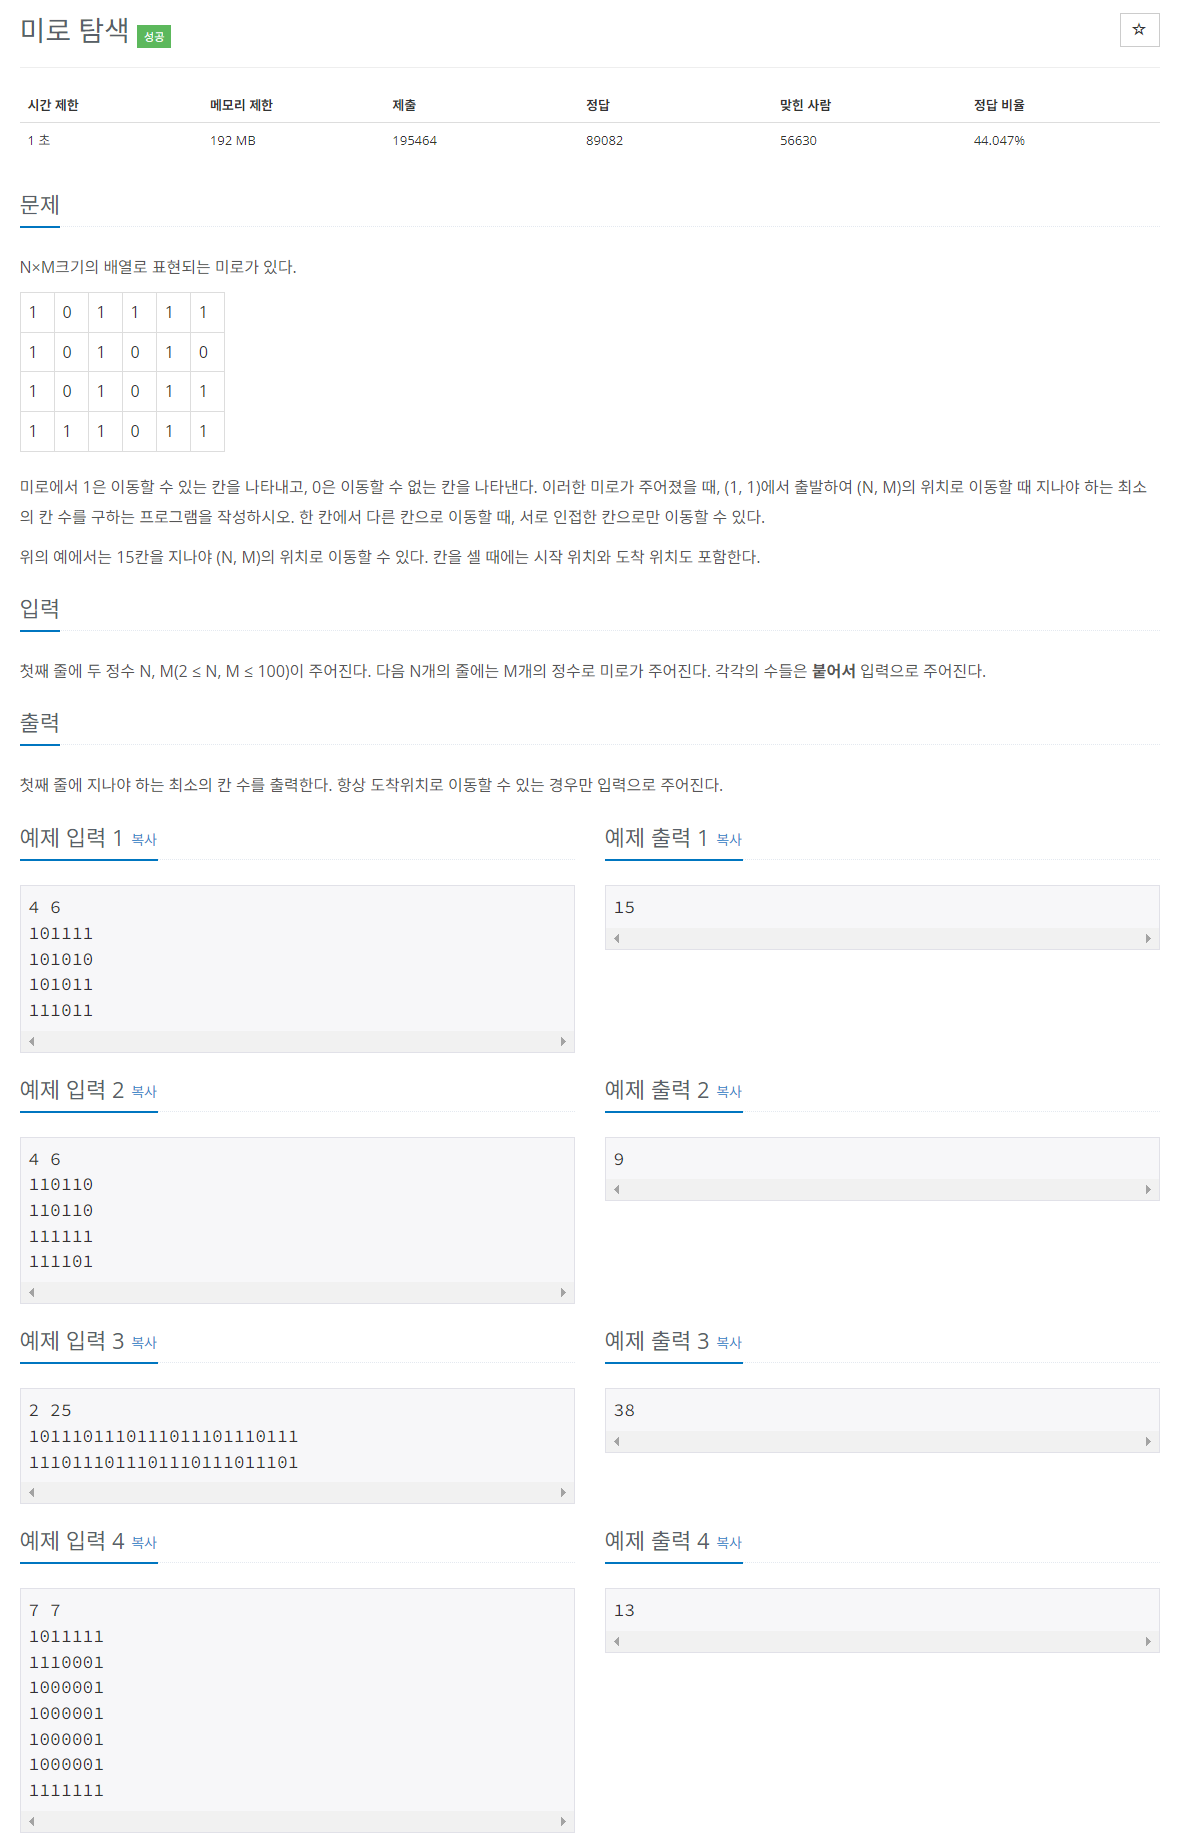 미로 탐색 성공
☆
시간 제한 메모리 제한 제출 정답 맞힌 사람 정답 비율
1 초 192 MB 195464 89082 56630 44.047%
문제
N×M크기의 배열로 표현되는 미로가 있다.
1 0 1 1 1 1
1 0 1 0 1 0
1 0 1 0 1 1
1 1 1 0 1 1
미로에서 1은 이동할 수 있는 칸을 나타내고, 0은 이동할 수 없는 칸을 나타낸다. 이러한 미로가 주어졌을 때, (1, 1)에서 출발하여 (N, M)의 위치로 이동할 때 지나야 하는 최소
의 칸 수를 구하는 프로그램을 작성하시오. 한 칸에서 다른 칸으로 이동할 때, 서로 인접한 칸으로만 이동할 수 있다.
위의 예에서는 15칸을 지나야 (N, M)의 위치로 이동할 수 있다. 칸을 셀 때에는 시작 위치와 도착 위치도 포함한다.
입력
첫째 줄에 두 정수 N, M(2 ≤ N, M ≤ 100)이 주어진다. 다음 N개의 줄에는 M개의 정수로 미로가 주어진다. 각각의 수들은 붙어서 입력으로 주어진다.
출력
첫째 줄에 지나야 하는 최소의 칸 수를 출력한다. 항상 도착위치로 이동할 수 있는 경우만 입력으로 주어진다.
예제 입력 1 복사
4 6
101111
101010
101011
111011
예제 출력 1 복사
15
예제 입력 2 복사
4 6
110110
110110
111111
111101
예제 출력 2 복사
9
예제 입력 3 복사
2 25
1011101110111011101110111
1110111011101110111011101
예제 출력 3 복사
38
예제 입력 4 복사
7 7
1011111
1110001
1000001
1000001
1000001
1000001
1111111
예제 출력 4 복사
13